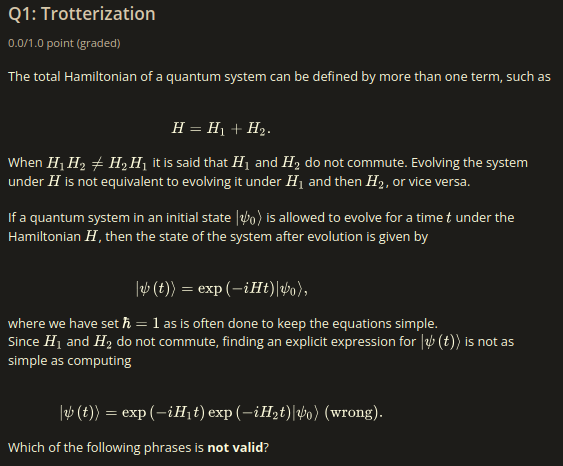 Q1: Trotterization
0.0/1.0 point (graded)
The total Hamiltonian of a quantum system can be defined by more than one term, such as
H = H₁ + H₂.
When H₁H₂ ≠ H₂H₁ it is said that H₁ and H₂ do not commute. Evolving the system
under H is not equivalent to evolving it under H₁ and then H₂, or vice versa.
If a quantum system in an initial state |ψ₀⟩ is allowed to evolve for a time t under the
Hamiltonian H, then the state of the system after evolution is given by
|ψ (t)⟩ = exp (−iHt)|ψ₀⟩,
where we have set ℏ = 1 as is often done to keep the equations simple.
Since H₁ and H₂ do not commute, finding an explicit expression for |ψ (t)⟩ is not as
simple as computing
|ψ (t)⟩ = exp (−iH₁t) exp (−iH₂t)|ψ₀⟩ (wrong).
Which of the following phrases is not valid?